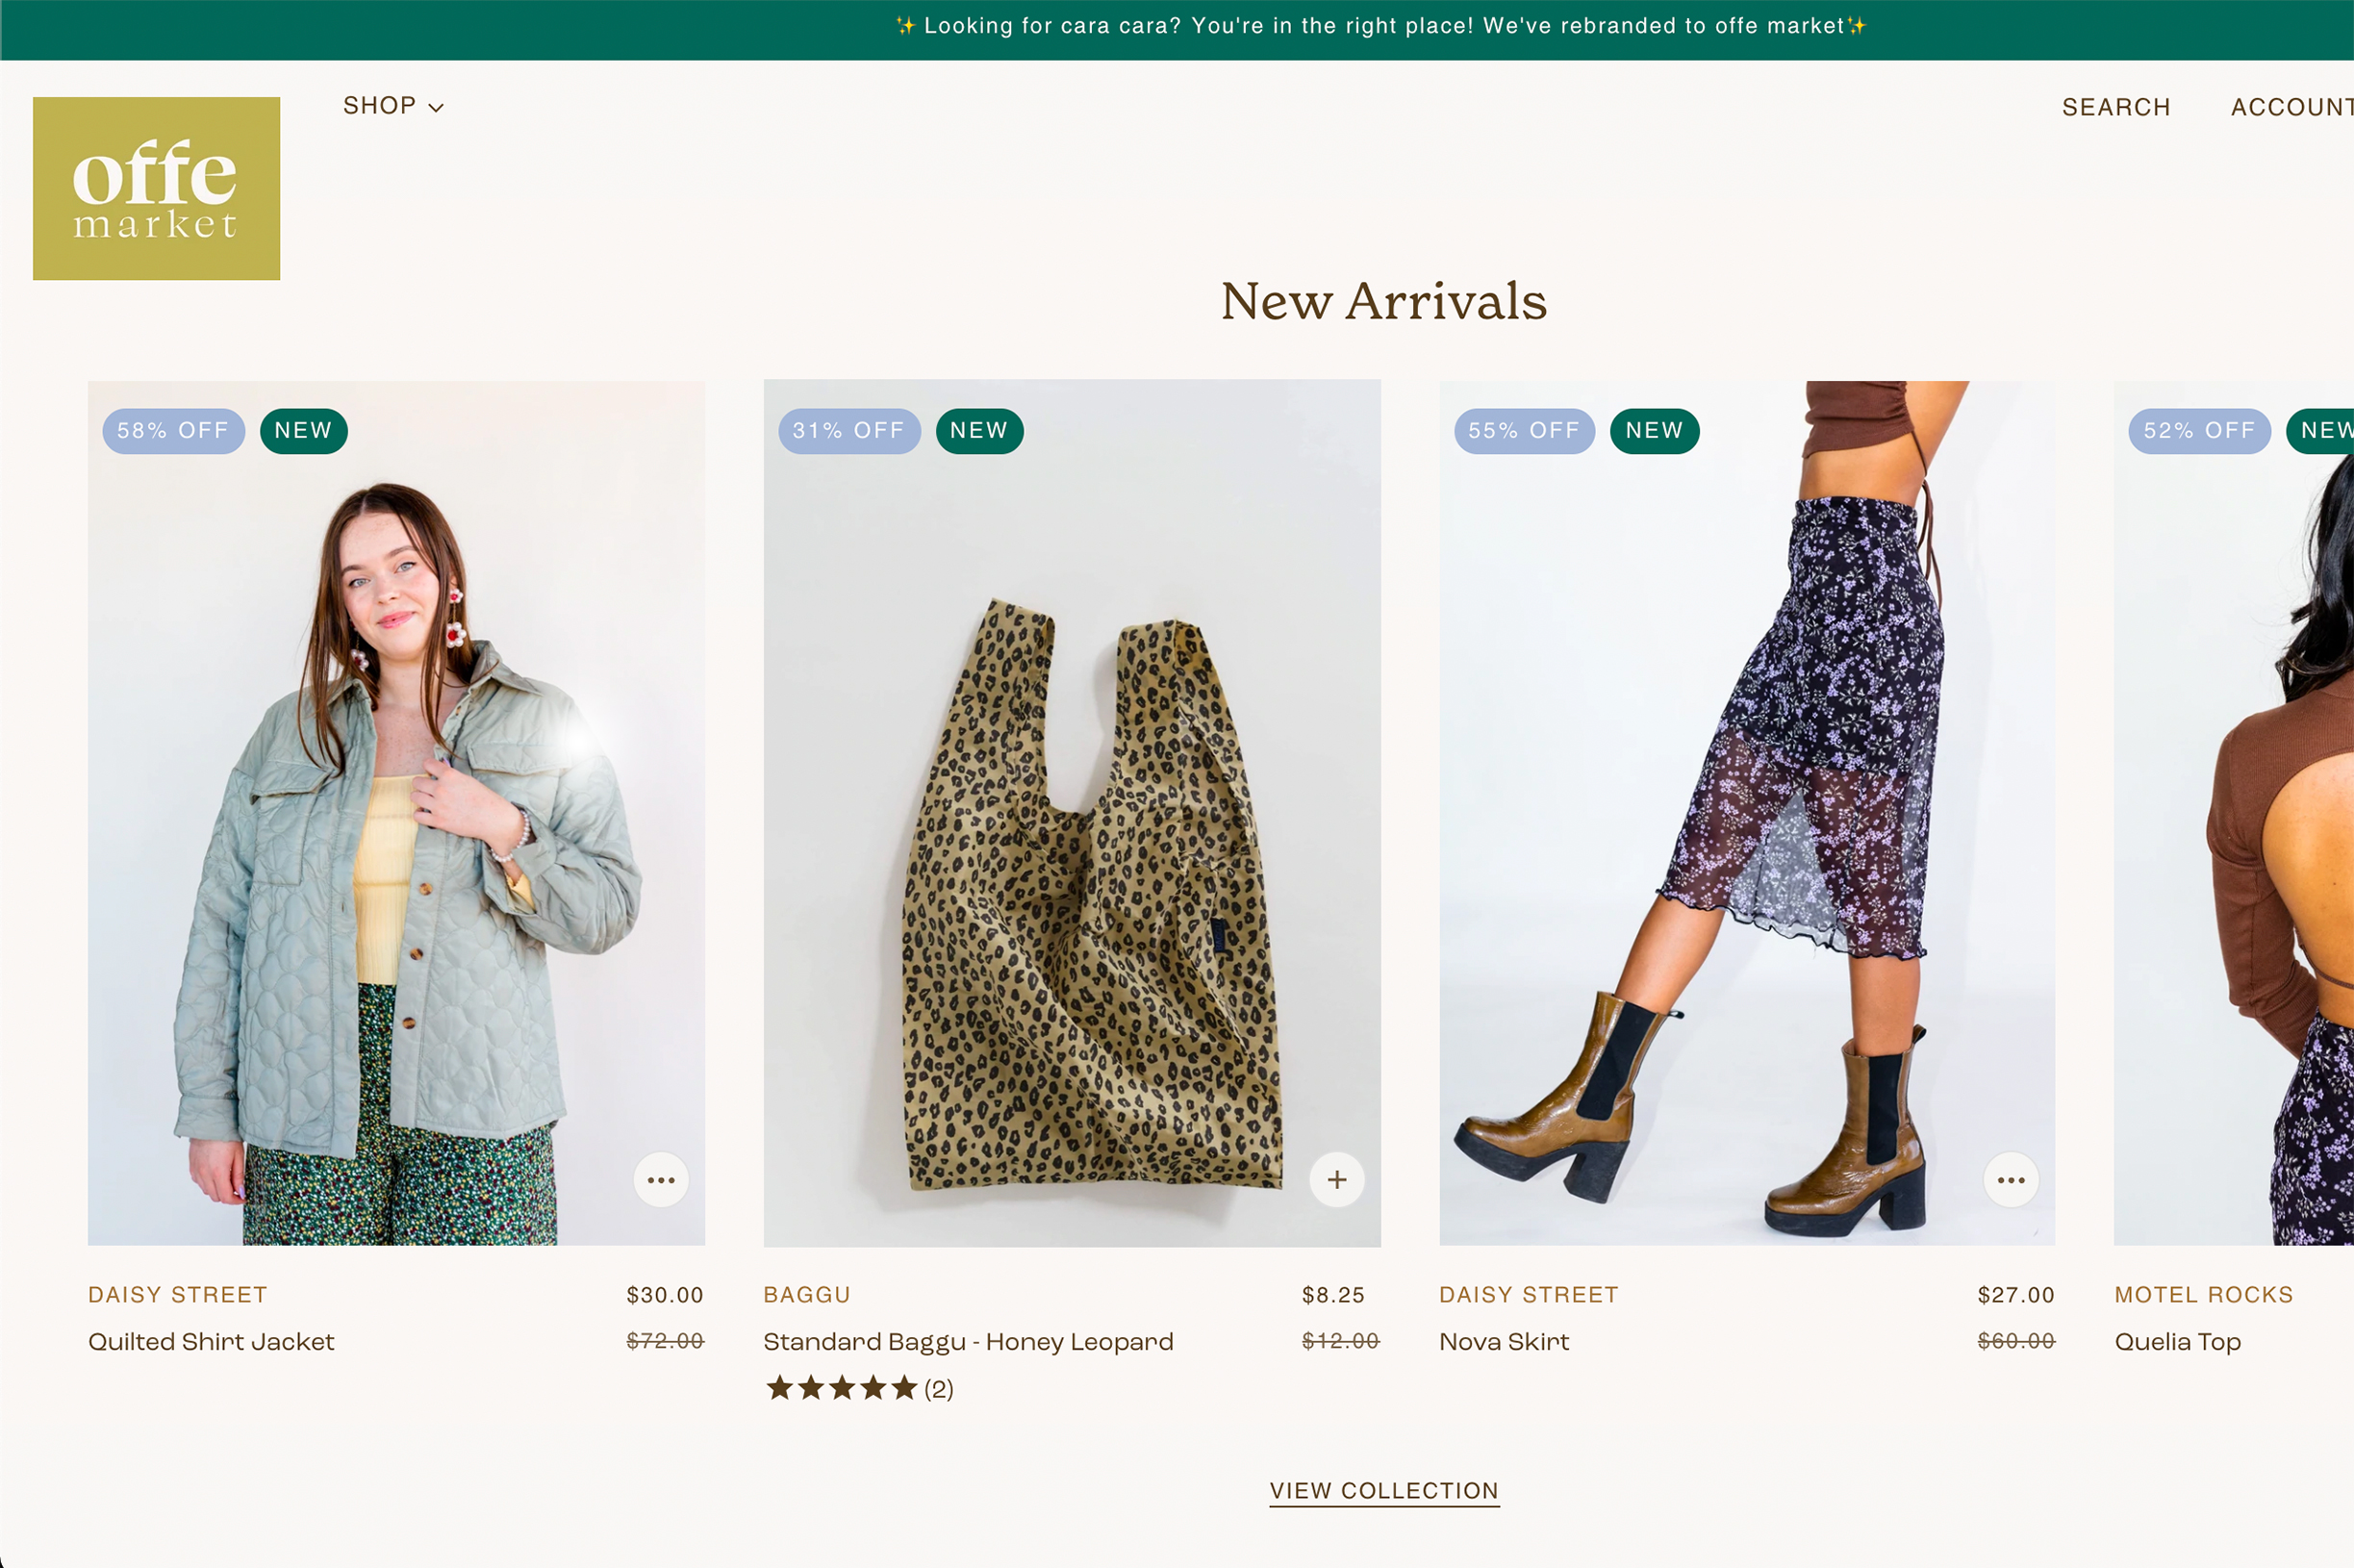 ✨ Looking for cara cara? You're in the right place! We've rebranded to offe market✨
offe
market
SHOP
SEARCH
ACCOUNT
New Arrivals
58% OFF
NEW
31% OFF
NEW
55% OFF
NEW
52% OFF
NEW
DAISY STREET
$30.00
Quilted Shirt Jacket
$72.00
BAGGU
$8.25
Standard Baggu - Honey Leopard
$12.00
★★★★★ (2)
DAISY STREET
$27.00
Nova Skirt
$60.00
MOTEL ROCKS
Quelia Top
VIEW COLLECTION